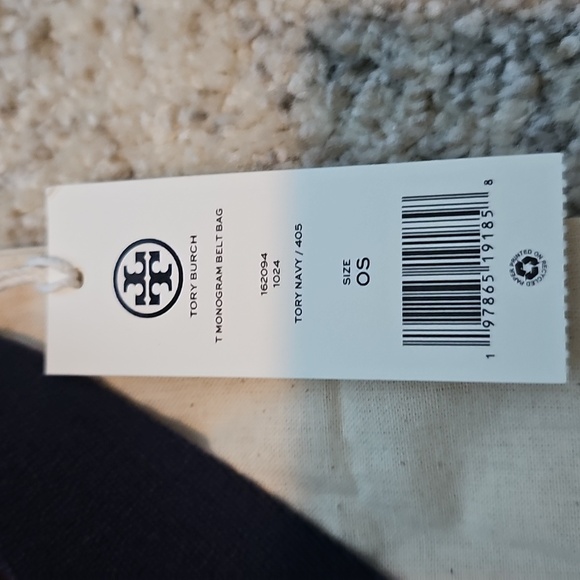 TORY BURCH
T MONOGRAM BELT BAG
162094
1024
TORY NAVY / 405
SIZE
OS
1 97865 19185 8
PRINTED ON RECYCLED PAPER